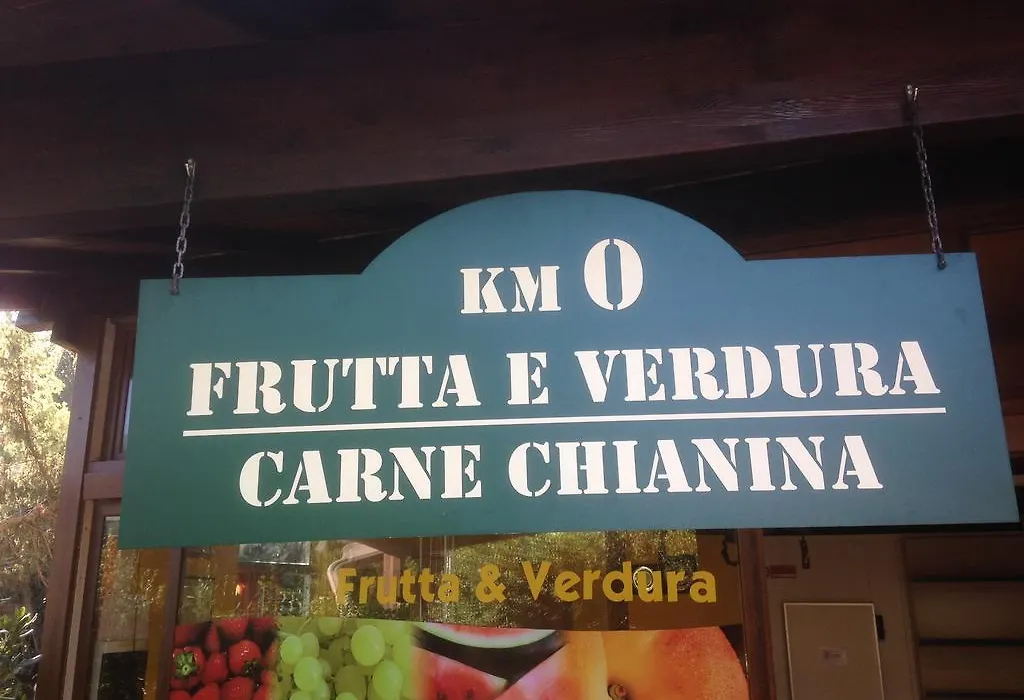 KM 0
FRUTTA E VERDURA
CARNE CHIANINA
Frutta & Verdura